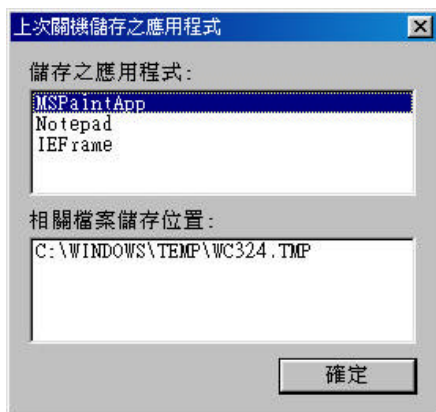 上次關機儲存之應用程式
儲存之應用程式:
MSPaintApp
Notepad
IEFrame
相關檔案儲存位置:
C:\WINDOWS\TEMP\WC324.TMP
確定